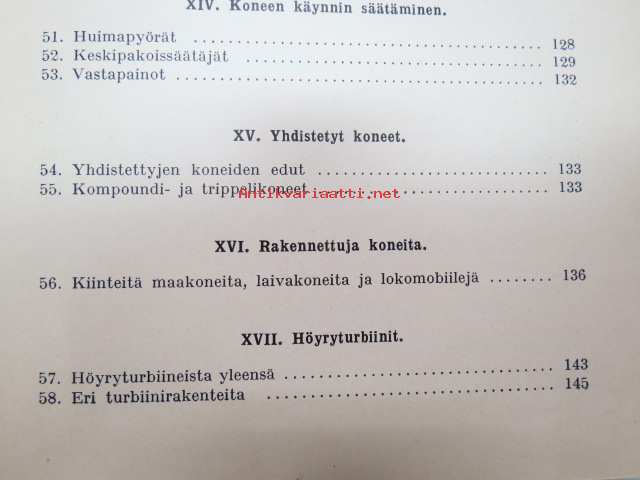 XIV. Koneen käynnin säätäminen.
51. Huimapyörät ........................................ 128
52. Keskipakoissäätäjät ........................................ 129
53. Vastapainot ........................................ 132
XV. Yhdistetyt koneet.
54. Yhdistettyjen koneiden edut ........................... 133
55. Kompoundi- ja trippelikoneet ........................... 133
Antikvariaatti.net
XVI. Rakennettuja koneita.
56. Kiinteitä maakoneita, laivakoneita ja lokomobiilejä ........ 136
XVII. Höyryturbiinit.
57. Höyryturbiineista yleensä .............................. 143
58. Eri turbiinirakenteita .............................. 145